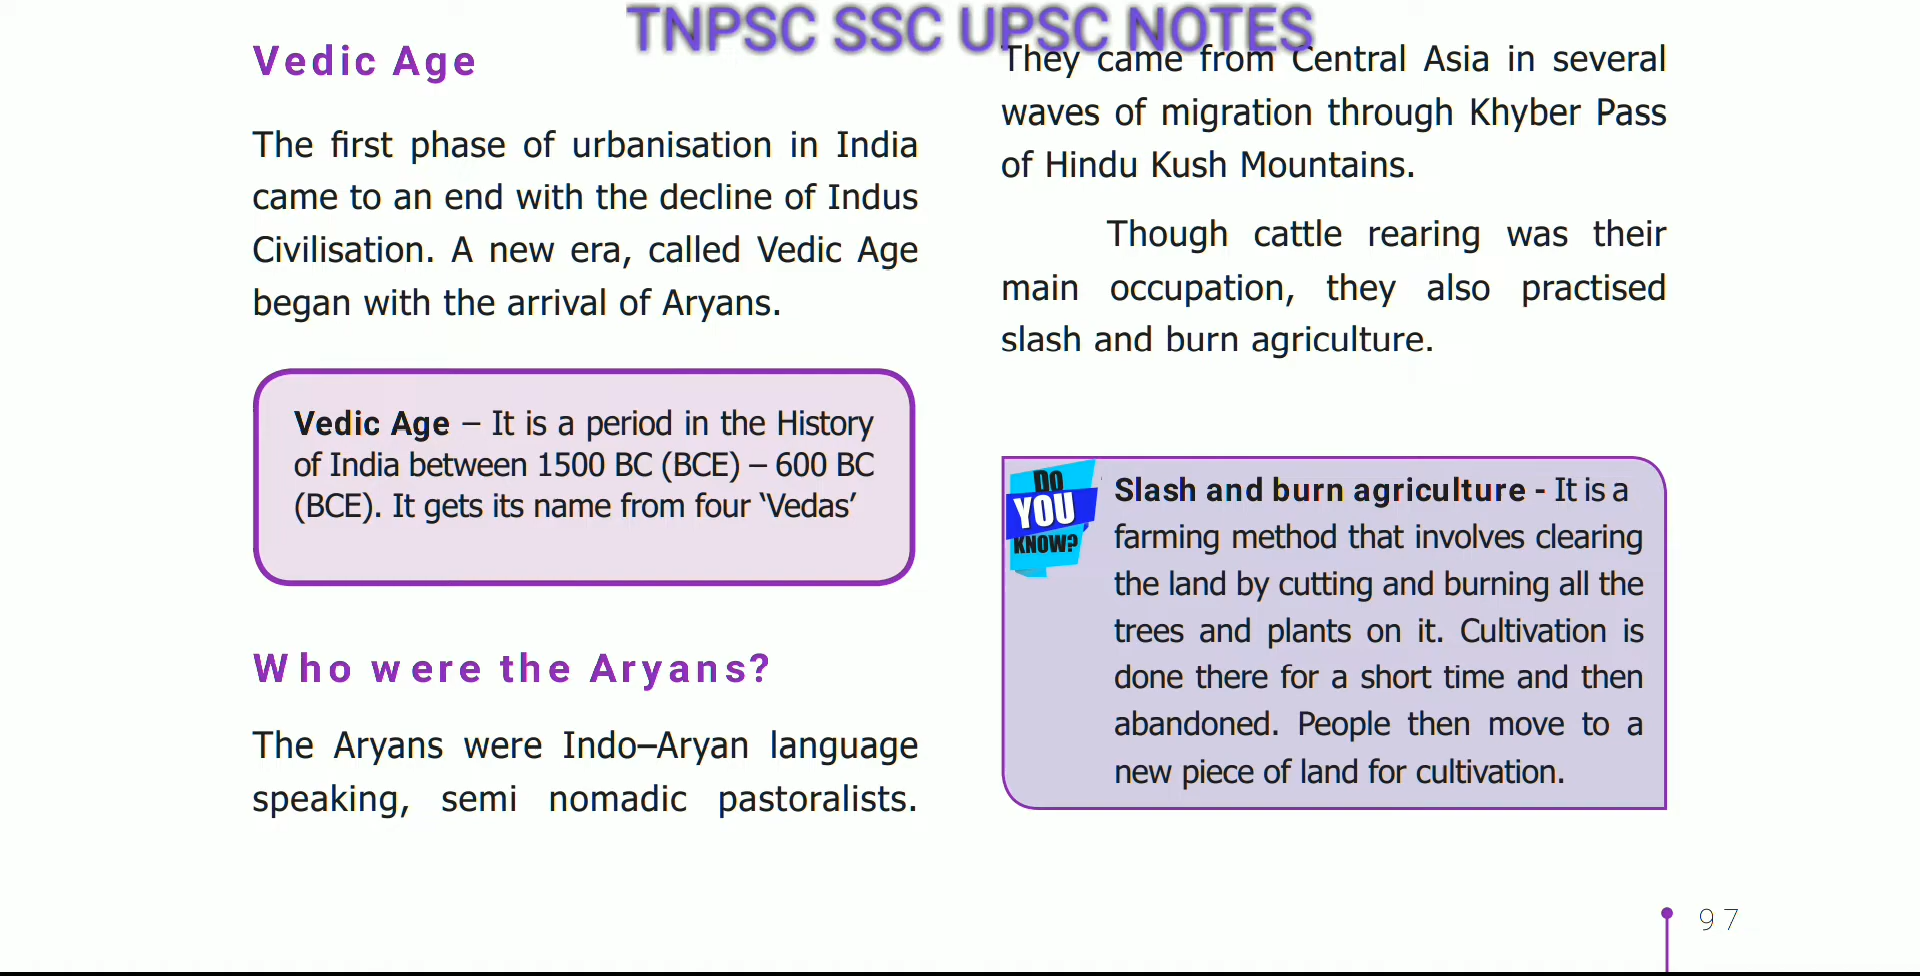 TNPSC SSC UPSC NOTES
Vedic Age
The first phase of urbanisation in India
came to an end with the decline of Indus
Civilisation. A new era, called Vedic Age
began with the arrival of Aryans.
Vedic Age – It is a period in the History
of India between 1500 BC (BCE) – 600 BC
(BCE). It gets its name from four ‘Vedas’
Who were the Aryans?
The Aryans were Indo–Aryan language
speaking, semi nomadic pastoralists.
They came from Central Asia in several
waves of migration through Khyber Pass
of Hindu Kush Mountains.
Though cattle rearing was their
main occupation, they also practised
slash and burn agriculture.
DO
YOU
KNOW?
Slash and burn agriculture - It is a
farming method that involves clearing
the land by cutting and burning all the
trees and plants on it. Cultivation is
done there for a short time and then
abandoned. People then move to a
new piece of land for cultivation.
97